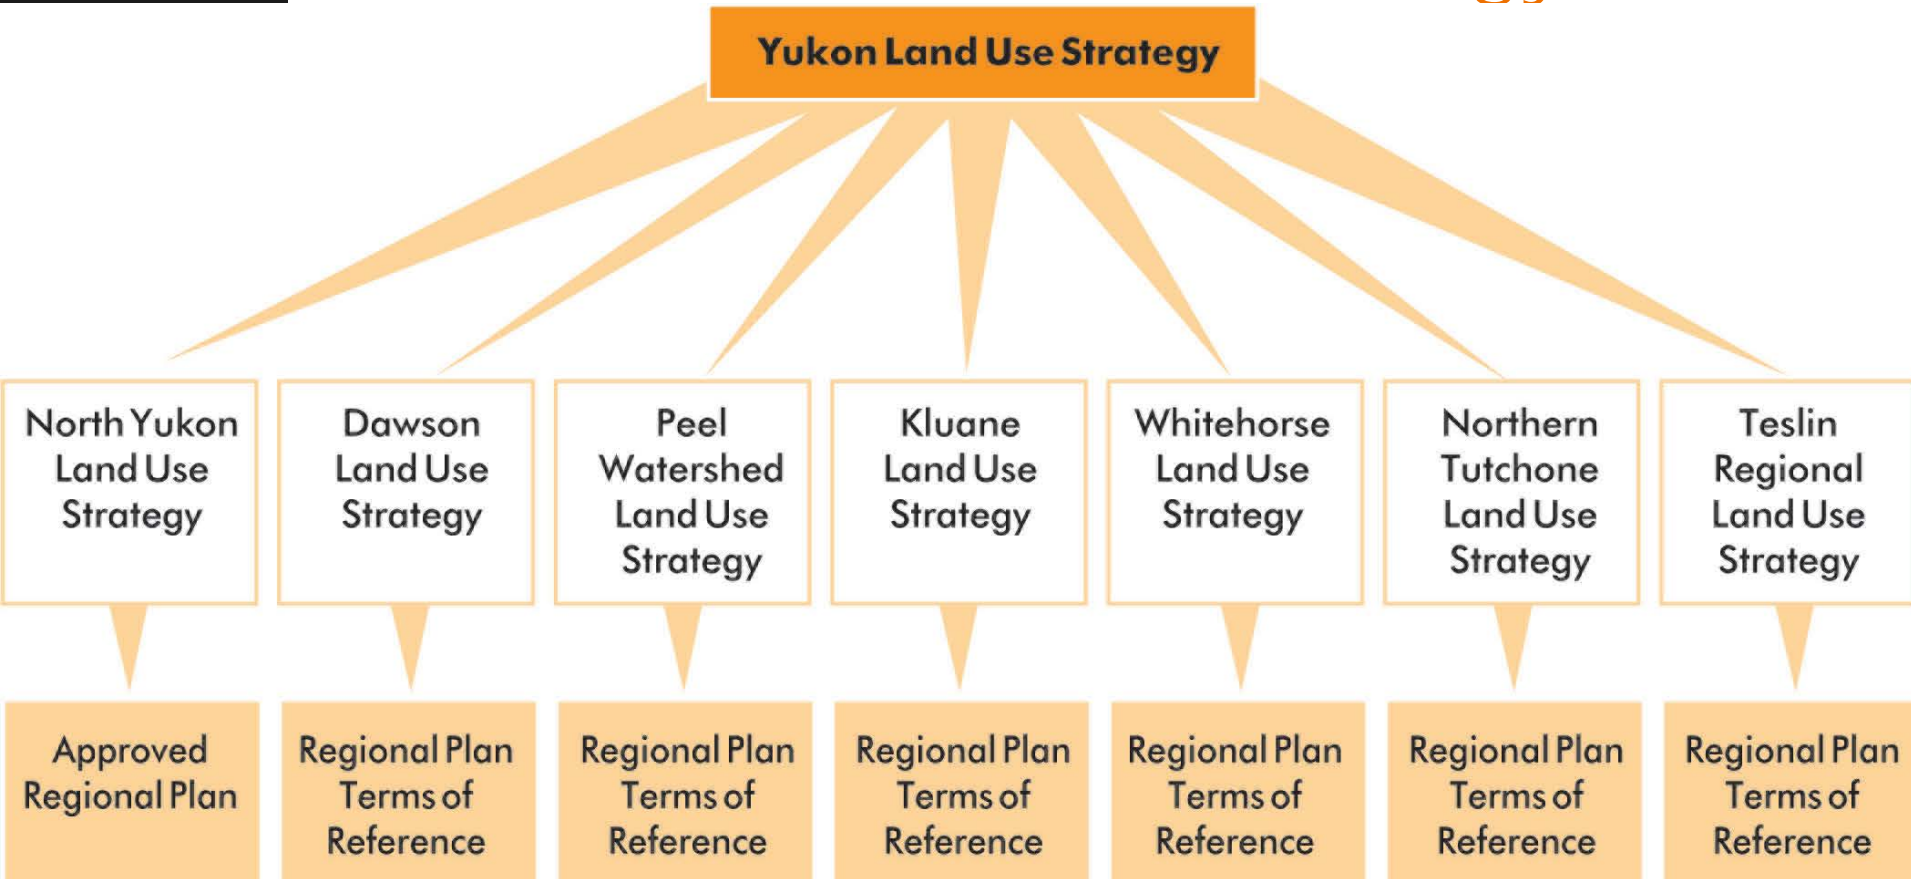 Yukon Land Use Strategy
North Yukon
Land Use
Strategy
Dawson
Land Use
Strategy
Peel
Watershed
Land Use
Strategy
Kluane
Land Use
Strategy
Whitehorse
Land Use
Strategy
Northern
Tutchone
Land Use
Strategy
Teslin
Regional
Land Use
Strategy
Approved
Regional Plan
Regional Plan
Terms of
Reference
Regional Plan
Terms of
Reference
Regional Plan
Terms of
Reference
Regional Plan
Terms of
Reference
Regional Plan
Terms of
Reference
Regional Plan
Terms of
Reference